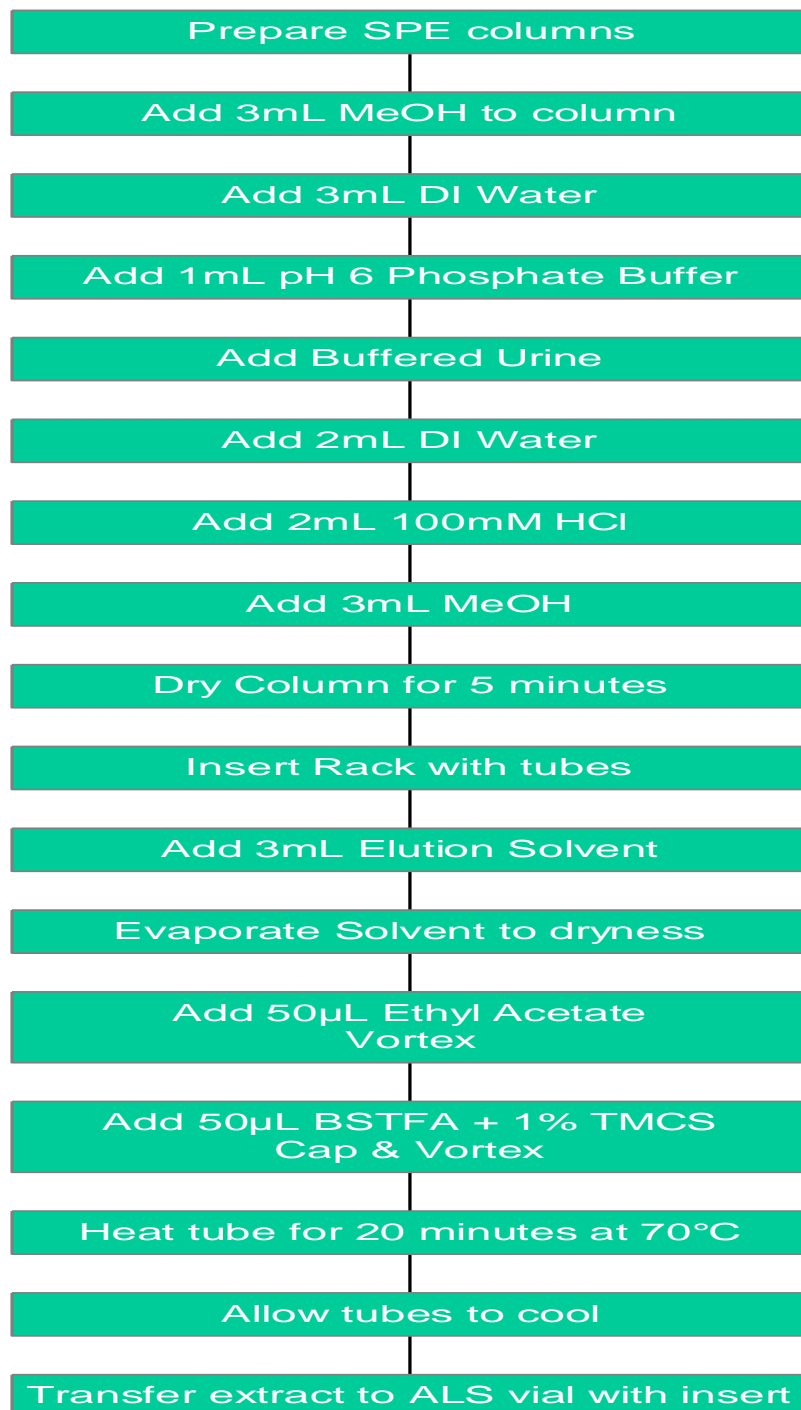 Prepare SPE columns
Add 3mL MeOH to column
Add 3mL DI Water
Add 1mL pH 6 Phosphate Buffer
Add Buffered Urine
Add 2mL DI Water
Add 2mL 100mM HCl
Add 3mL MeOH
Dry Column for 5 minutes
Insert Rack with tubes
Add 3mL Elution Solvent
Evaporate Solvent to dryness
Add 50µL Ethyl Acetate
Vortex
Add 50µL BSTFA + 1% TMCS
Cap & Vortex
Heat tube for 20 minutes at 70°C
Allow tubes to cool
Transfer extract to ALS vial with insert